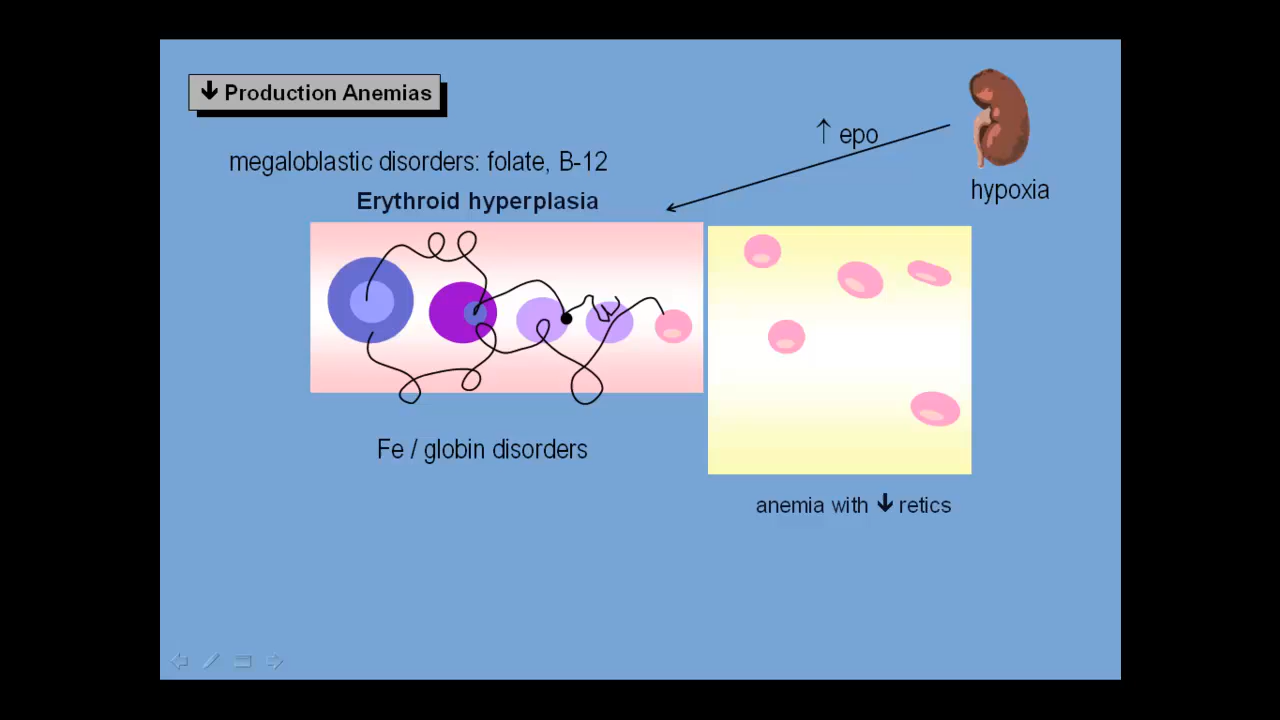 ↓ Production Anemias
↑ epo
megaloblastic disorders: folate, B-12
hypoxia
Erythroid hyperplasia
Fe / globin disorders
anemia with ↓ retics